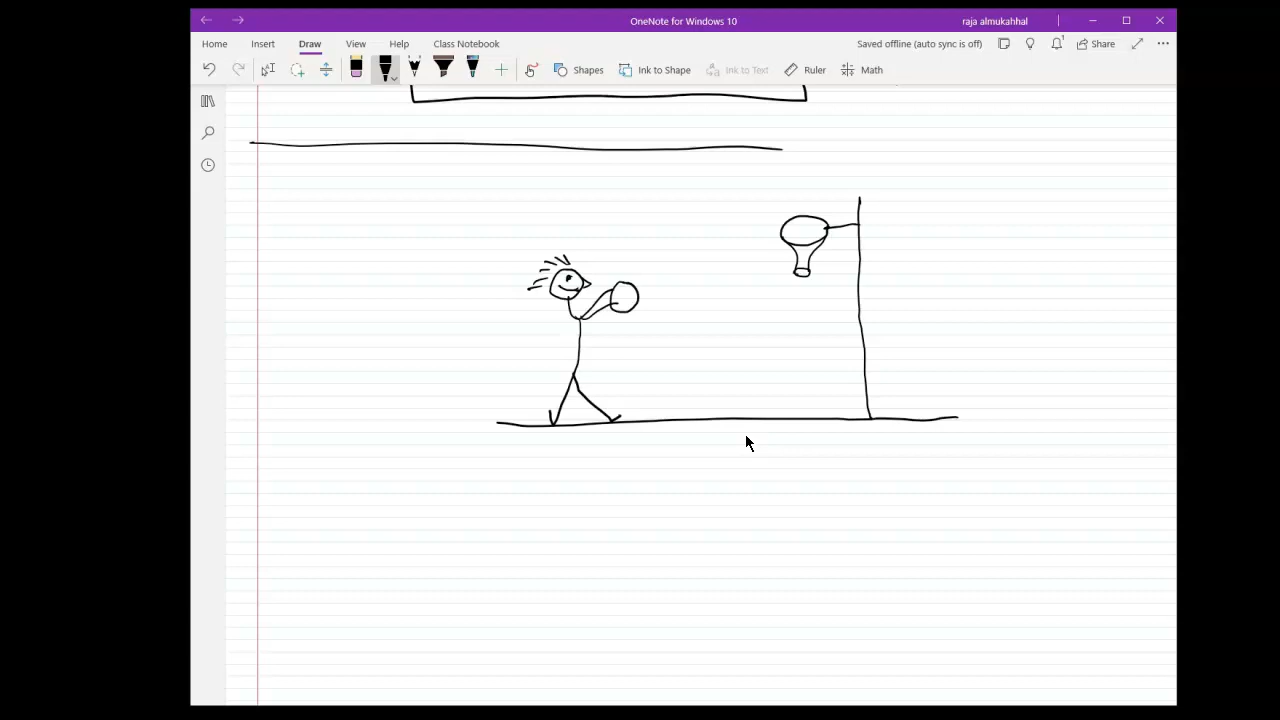 OneNote for Windows 10
raja almukahhal
Home Insert Draw View Help Class Notebook
Saved offline (auto sync is off)
1
Share
Shapes
Ink to Shape
Ink to Text
Ruler
Math